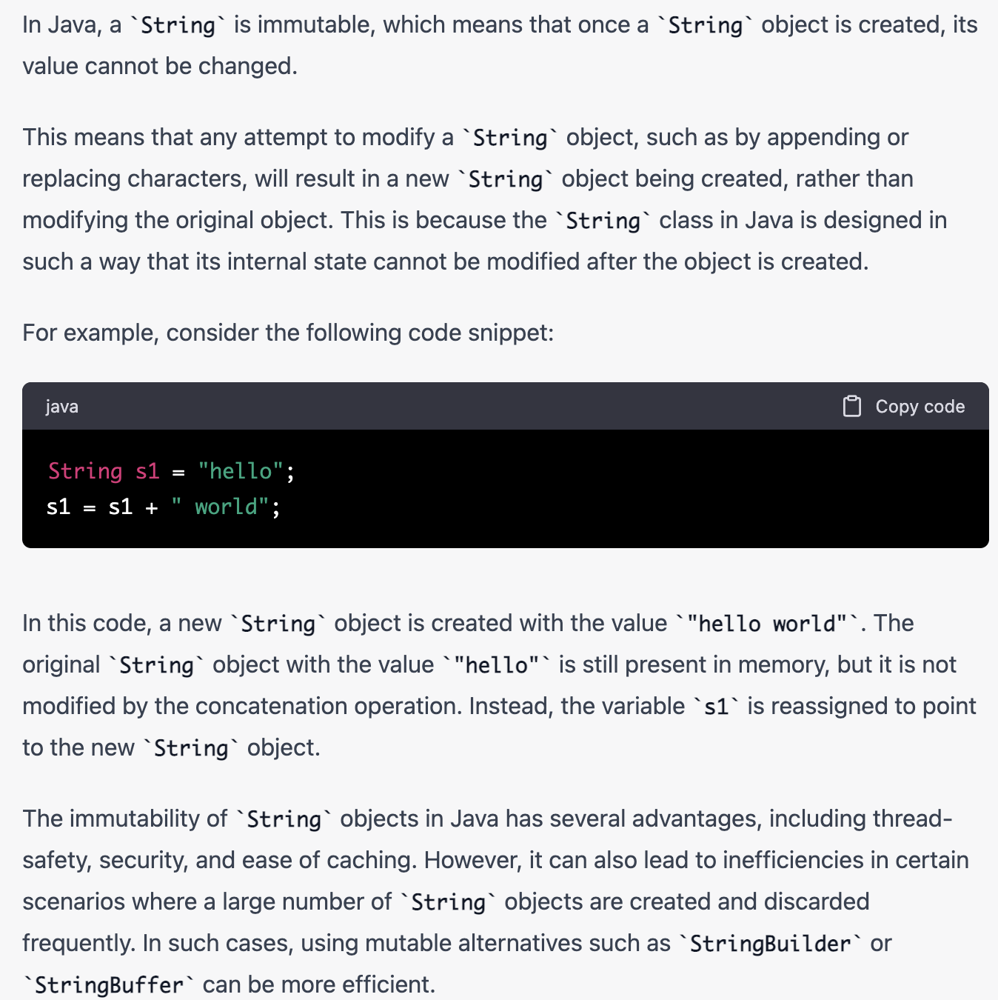 In Java, a `String` is immutable, which means that once a `String` object is created, its
value cannot be changed.
This means that any attempt to modify a `String` object, such as by appending or
replacing characters, will result in a new `String` object being created, rather than
modifying the original object. This is because the `String` class in Java is designed in
such a way that its internal state cannot be modified after the object is created.
For example, consider the following code snippet:
java
Copy code
String s1 = "hello";
s1 = s1 + " world";
In this code, a new `String` object is created with the value `"hello world"`. The
original `String` object with the value `"hello"` is still present in memory, but it is not
modified by the concatenation operation. Instead, the variable `s1` is reassigned to point
to the new `String` object.
The immutability of `String` objects in Java has several advantages, including thread-
safety, security, and ease of caching. However, it can also lead to inefficiencies in certain
scenarios where a large number of `String` objects are created and discarded
frequently. In such cases, using mutable alternatives such as `StringBuilder` or
`StringBuffer` can be more efficient.